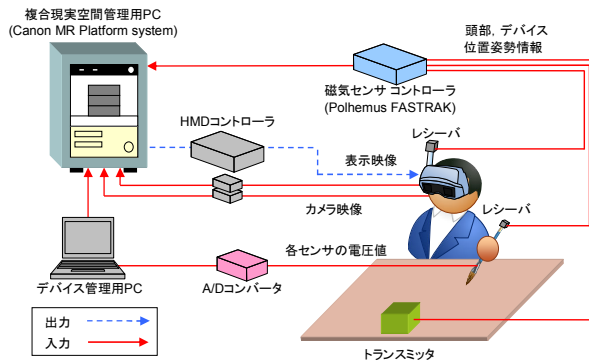 複合現実空間管理用PC
(Canon MR Platform system)
頭部，デバイス
位置姿勢情報
磁気センサ コントローラ
(Polhemus FASTRAK)
HMDコントローラ
レシーバ
表示映像
カメラ映像
レシーバ
各センサの電圧値
デバイス管理用PC
A/Dコンバータ
出力
入力
トランスミッタ